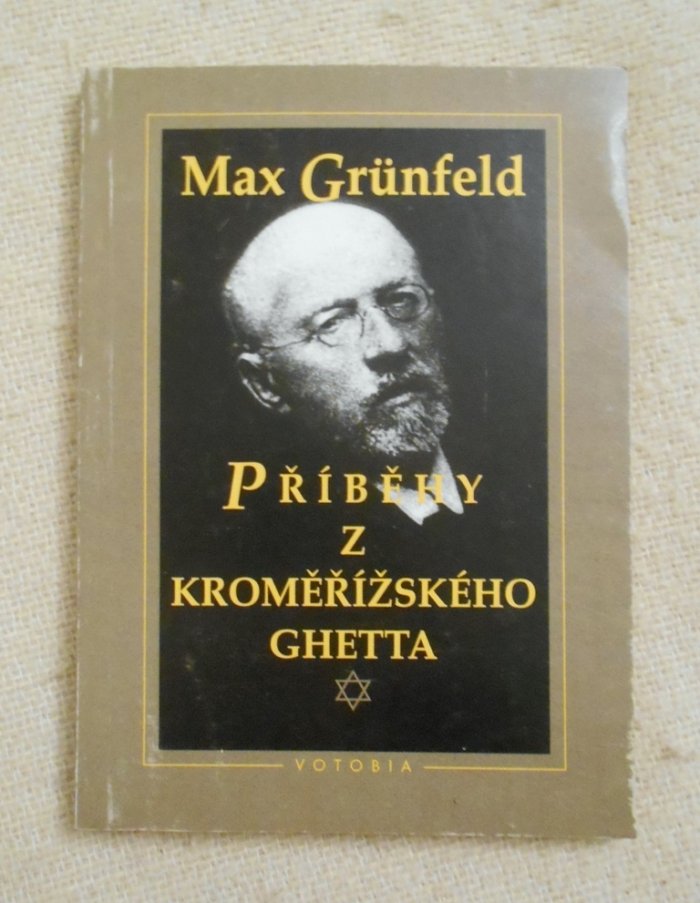 Max Grünfeld
PŘÍBĚHY
Z
KROMĚŘÍŽSKÉHO
GHETTA
VOTOBIA